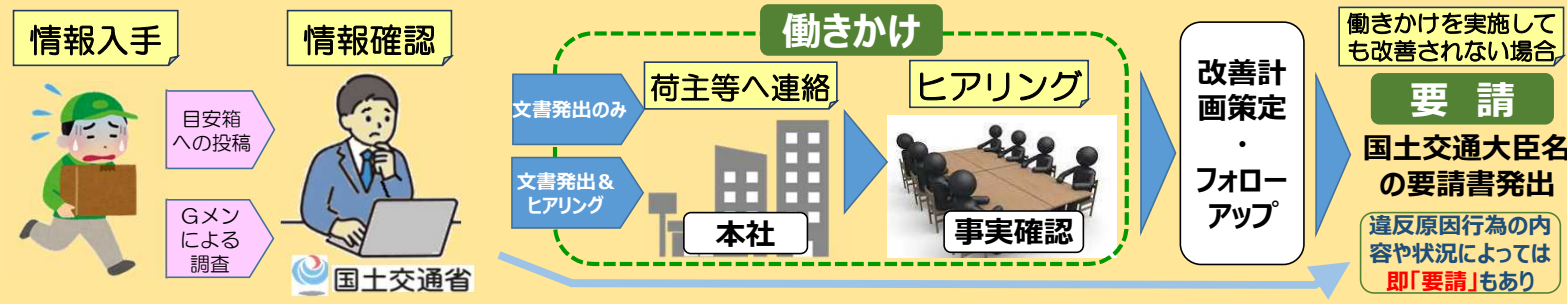 情報入手
目安箱
への投稿
Gメン
による
調査
情報確認
国土交通省
働きかけ
文書発出のみ
文書発出&
ヒアリング
荷主等へ連絡
本社
ヒアリング
事実確認
改善計
画策定
・
フォロー
アップ
働きかけを実施して
も改善されない場合
要 請
国土交通大臣名
の要請書発出
違反原因行為の内
容や状況によっては
即「要請」もあり